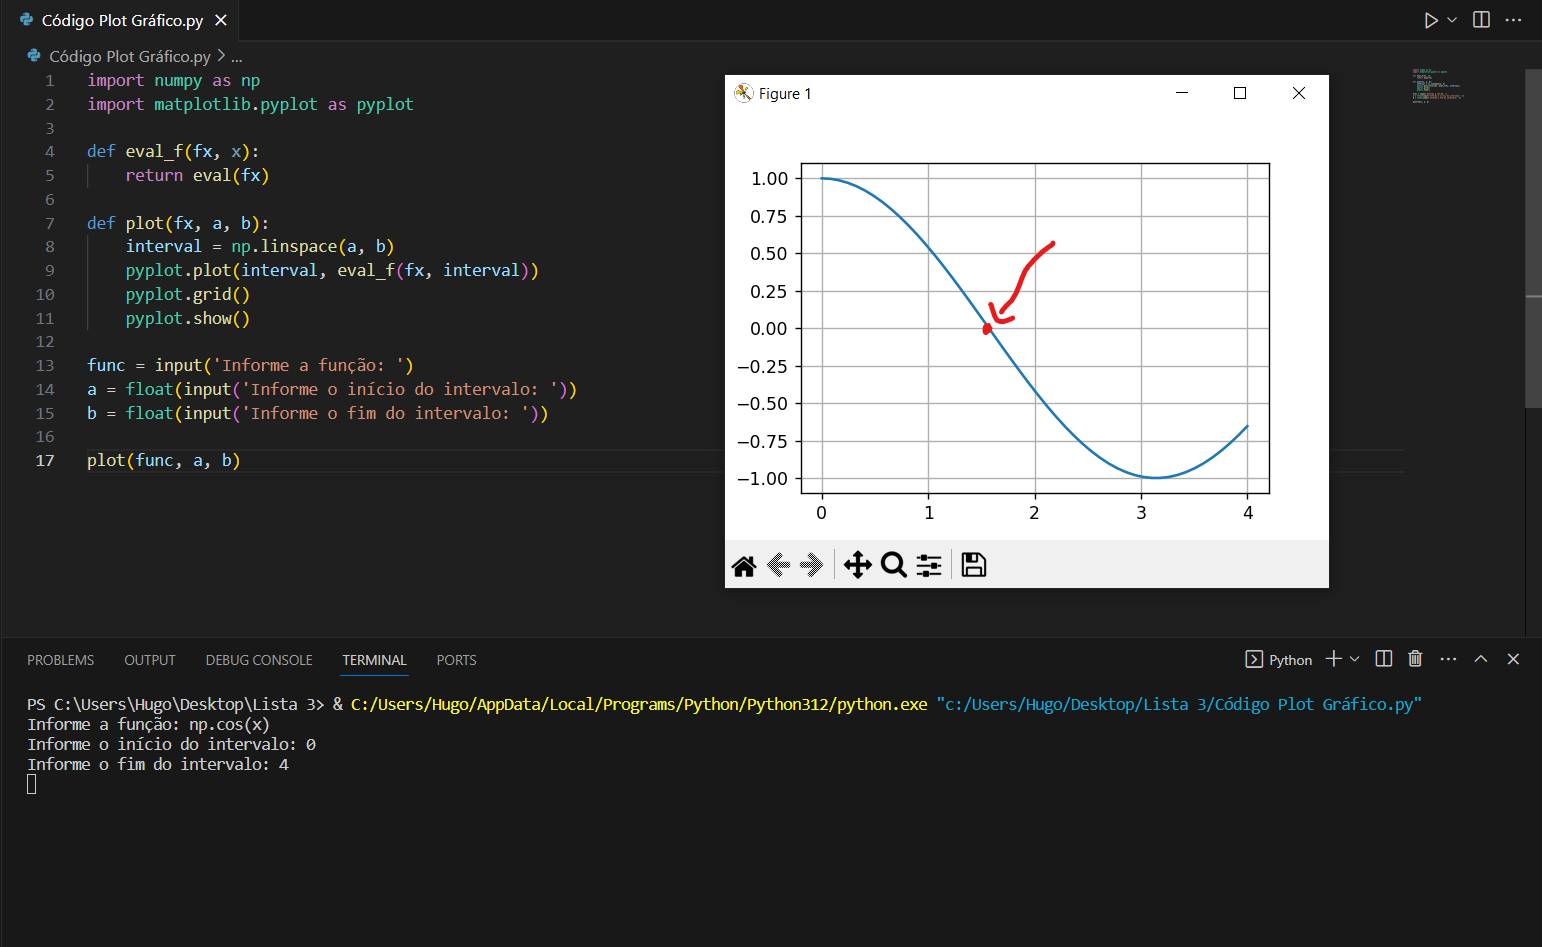 Código Plot Gráfico.py
Código Plot Gráfico.py > ...
1 import numpy as np
2 import matplotlib.pyplot as pyplot
3
4 def eval_f(fx, x):
5     return eval(fx)
6
7 def plot(fx, a, b):
8     interval = np.linspace(a, b)
9     pyplot.plot(interval, eval_f(fx, interval))
10     pyplot.grid()
11     pyplot.show()
12
13 func = input('Informe a função: ')
14 a = float(input('Informe o início do intervalo: '))
15 b = float(input('Informe o fim do intervalo: '))
16
17 plot(func, a, b)
Figure 1
1.00
0.75
0.50
0.25
0.00
−0.25
−0.50
−0.75
−1.00
0 1 2 3 4
PROBLEMS OUTPUT DEBUG CONSOLE TERMINAL PORTS
Python
PS C:\Users\Hugo\Desktop\Lista 3> & C:/Users/Hugo/AppData/Local/Programs/Python/Python312/python.exe "c:/Users/Hugo/Desktop/Lista 3/Código Plot Gráfico.py"
Informe a função: np.cos(x)
Informe o início do intervalo: 0
Informe o fim do intervalo: 4